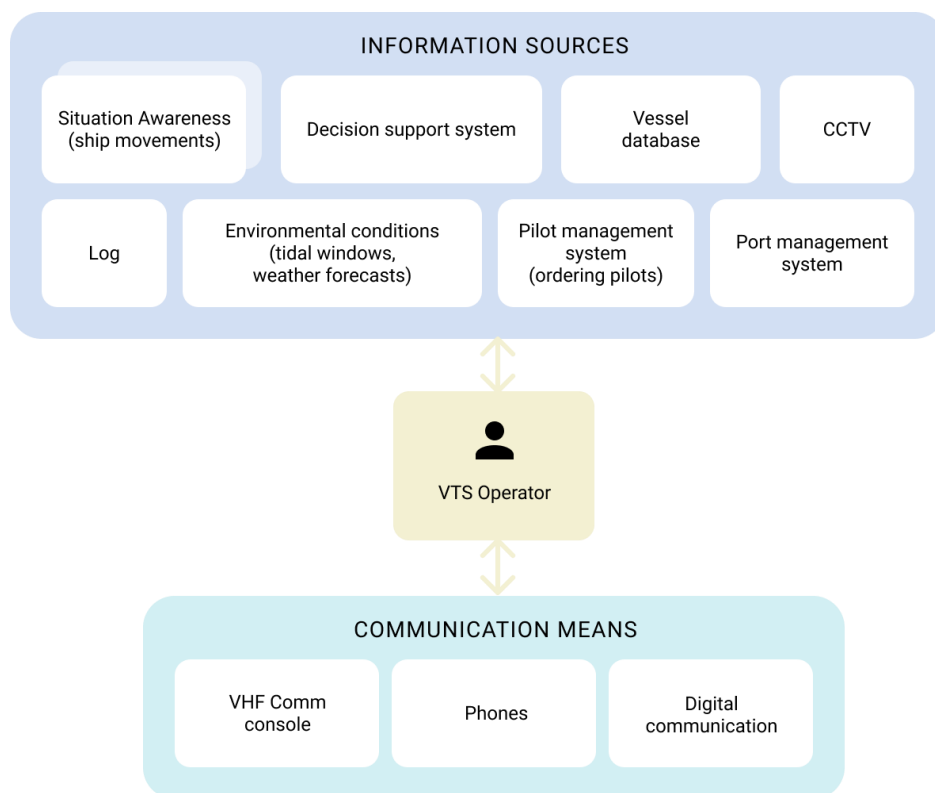 INFORMATION SOURCES
Situation Awareness
(ship movements)
Decision support system
Vessel
database
CCTV
Log
Environmental conditions
(tidal windows,
weather forecasts)
Pilot management
system
(ordering pilots)
Port management
system
VTS Operator
COMMUNICATION MEANS
VHF Comm
console
Phones
Digital
communication